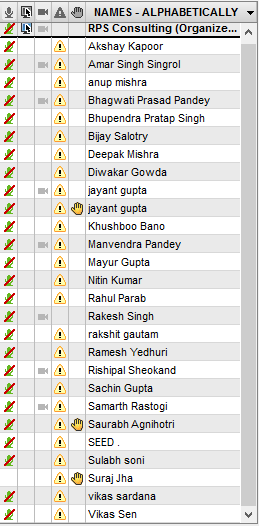 NAMES - ALPHABETICALLY
RPS Consulting (Organize...
Akshay Kapoor
Amar Singh Singrol
anup mishra
Bhagwati Prasad Pandey
Bhupendra Pratap Singh
Bijay Salotry
Deepak Mishra
Diwakar Gowda
jayant gupta
jayant gupta
Khushboo Bano
Manvendra Pandey
Mayur Gupta
Nitin Kumar
Rahul Parab
Rakesh Singh
rakshit gautam
Ramesh Yedhuri
Rishipal Sheokand
Sachin Gupta
Samarth Rastogi
Saurabh Agnihotri
SEED .
Sulabh soni
Suraj Jha
vikas sardana
Vikas Sen